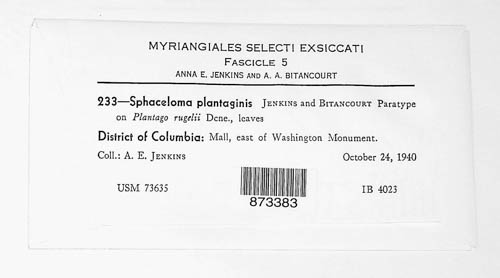 MYRIANGIALES SELECTI EXSICCATI
FASCICLE 5
ANNA E. JENKINS AND A. A. BITANCOURT
233—Sphaceloma plantaginis JENKINS and BITANCOURT Paratype
on Plantago rugelii Dcne., leaves
District of Columbia: Mall, east of Washington Monument.
Coll.: A. E. JENKINS October 24, 1940
USM 73635 IB 4023
873383